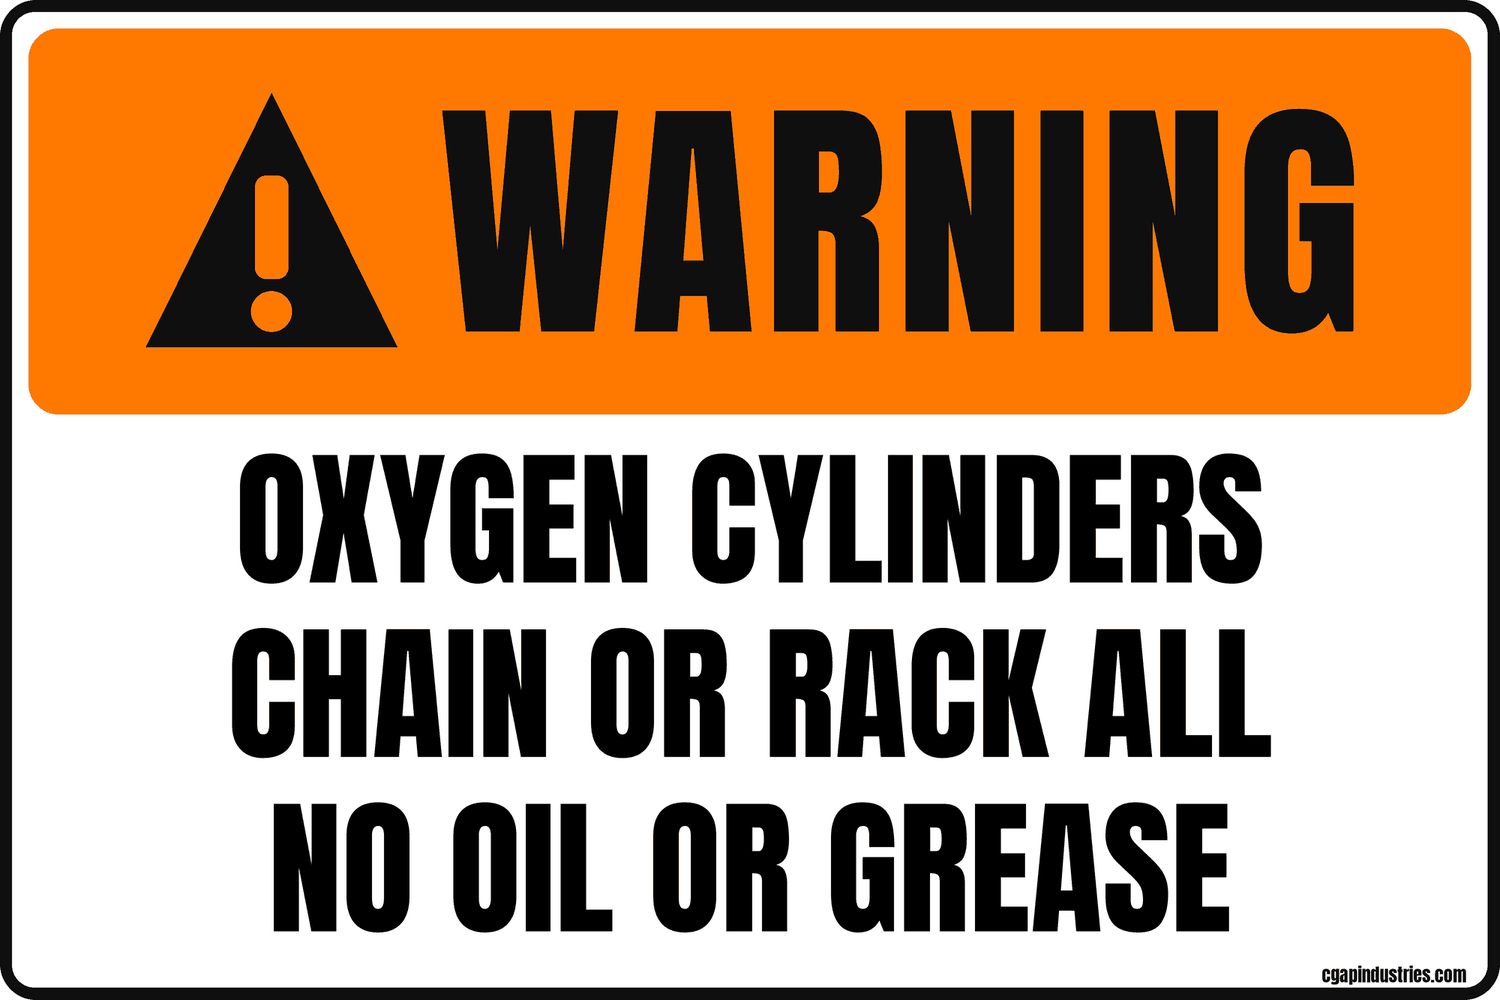 WARNING
OXYGEN CYLINDERS
CHAIN OR RACK ALL
NO OIL OR GREASE
cgapindustries.com